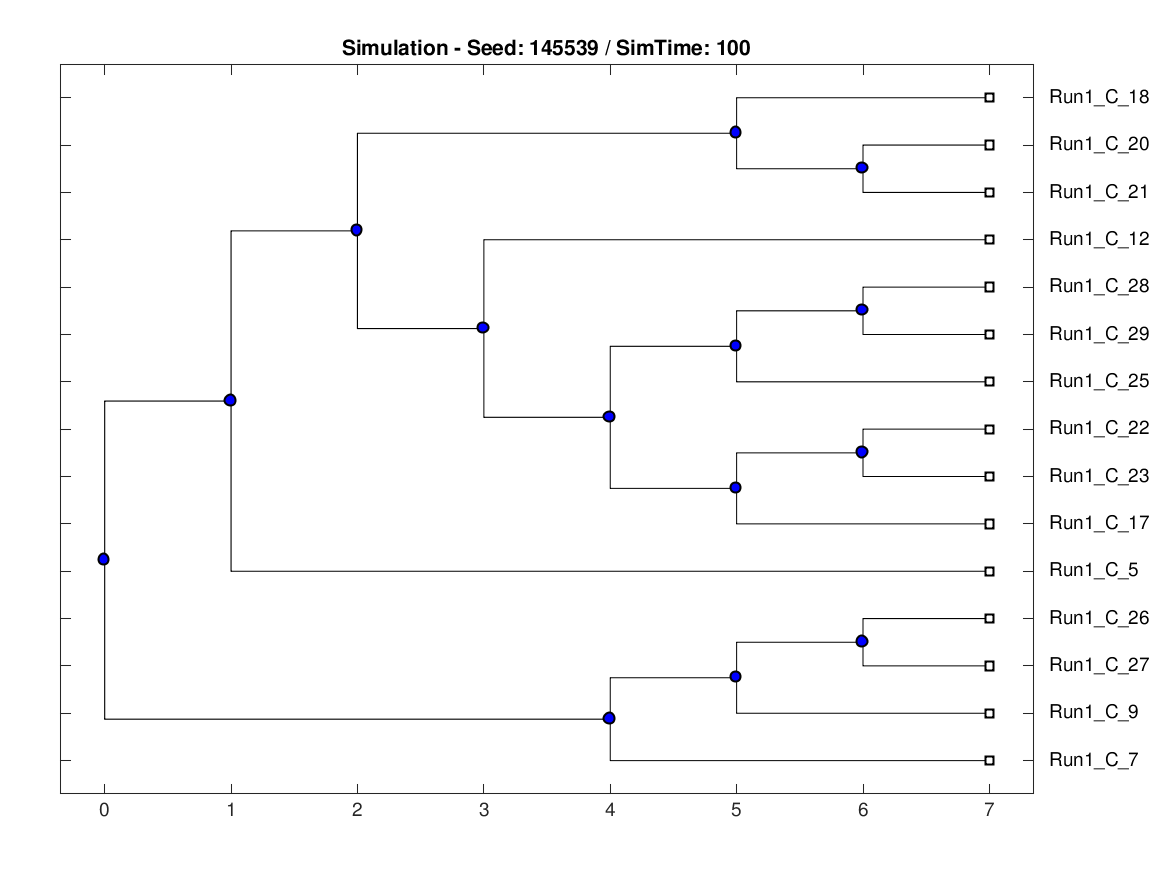 Simulation - Seed: 145539 / SimTime: 100
Run1_C_18
Run1_C_20
Run1_C_21
Run1_C_12
Run1_C_28
Run1_C_29
Run1_C_25
Run1_C_22
Run1_C_23
Run1_C_17
Run1_C_5
Run1_C_26
Run1_C_27
Run1_C_9
Run1_C_7
0 1 2 3 4 5 6 7